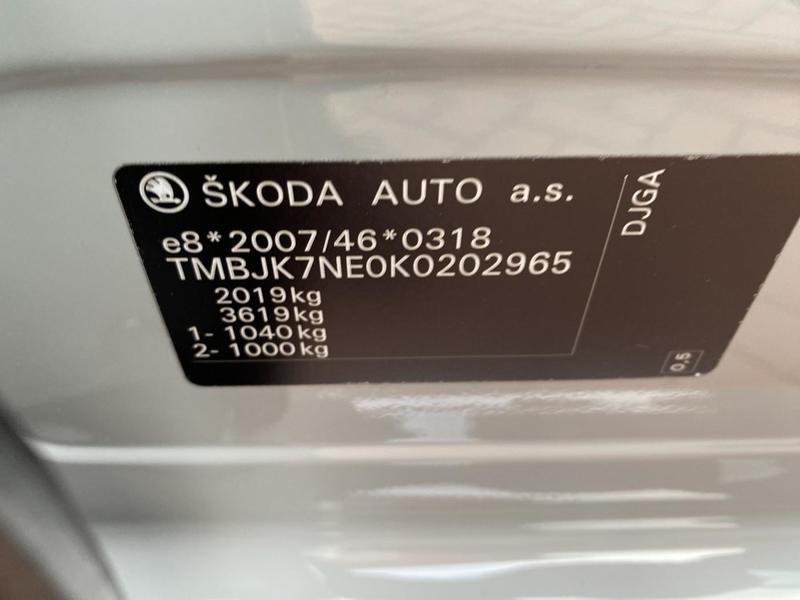 ŠKODA AUTO a.s.
e8*2007/46*0318
TMBJK7NE0K0202965
2019kg
3619kg
1- 1040kg
2- 1000kg
DJGA
0,5